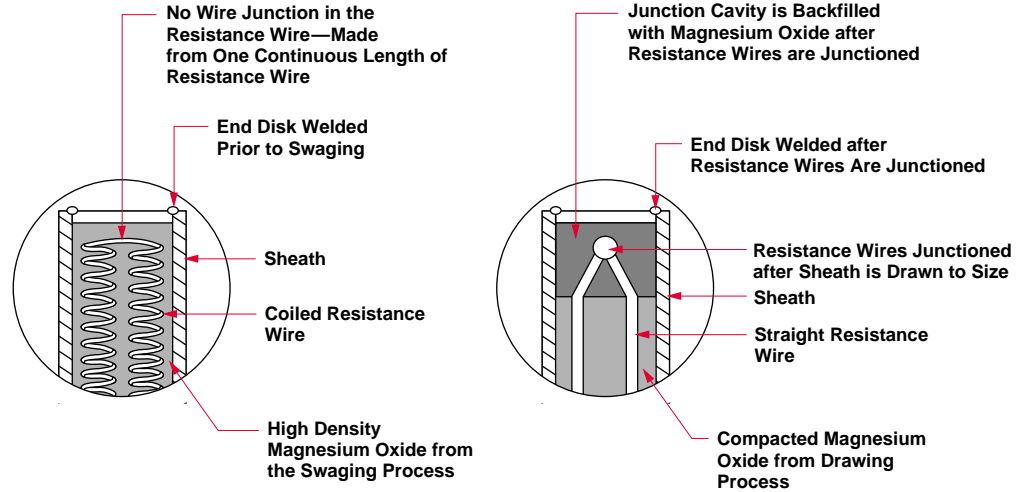 No Wire Junction in the
Resistance Wire—Made
from One Continuous Length of
Resistance Wire
End Disk Welded
Prior to Swaging
Sheath
Coiled Resistance
Wire
High Density
Magnesium Oxide from
the Swaging Process
Junction Cavity is Backfilled
with Magnesium Oxide after
Resistance Wires are Junctioned
End Disk Welded after
Resistance Wires Are Junctioned
Resistance Wires Junctioned
after Sheath is Drawn to Size
Sheath
Straight Resistance
Wire
Compacted Magnesium
Oxide from Drawing
Process